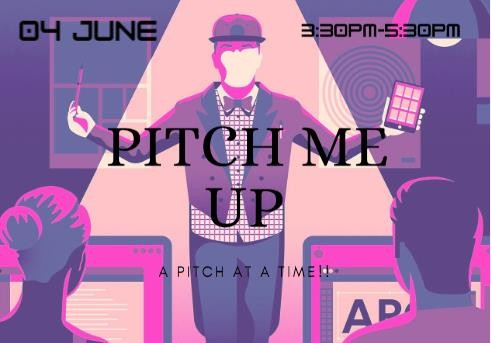 04 JUNE
3:30PM-5:30PM
PITCH ME
UP
A PITCH AT A TIME!!